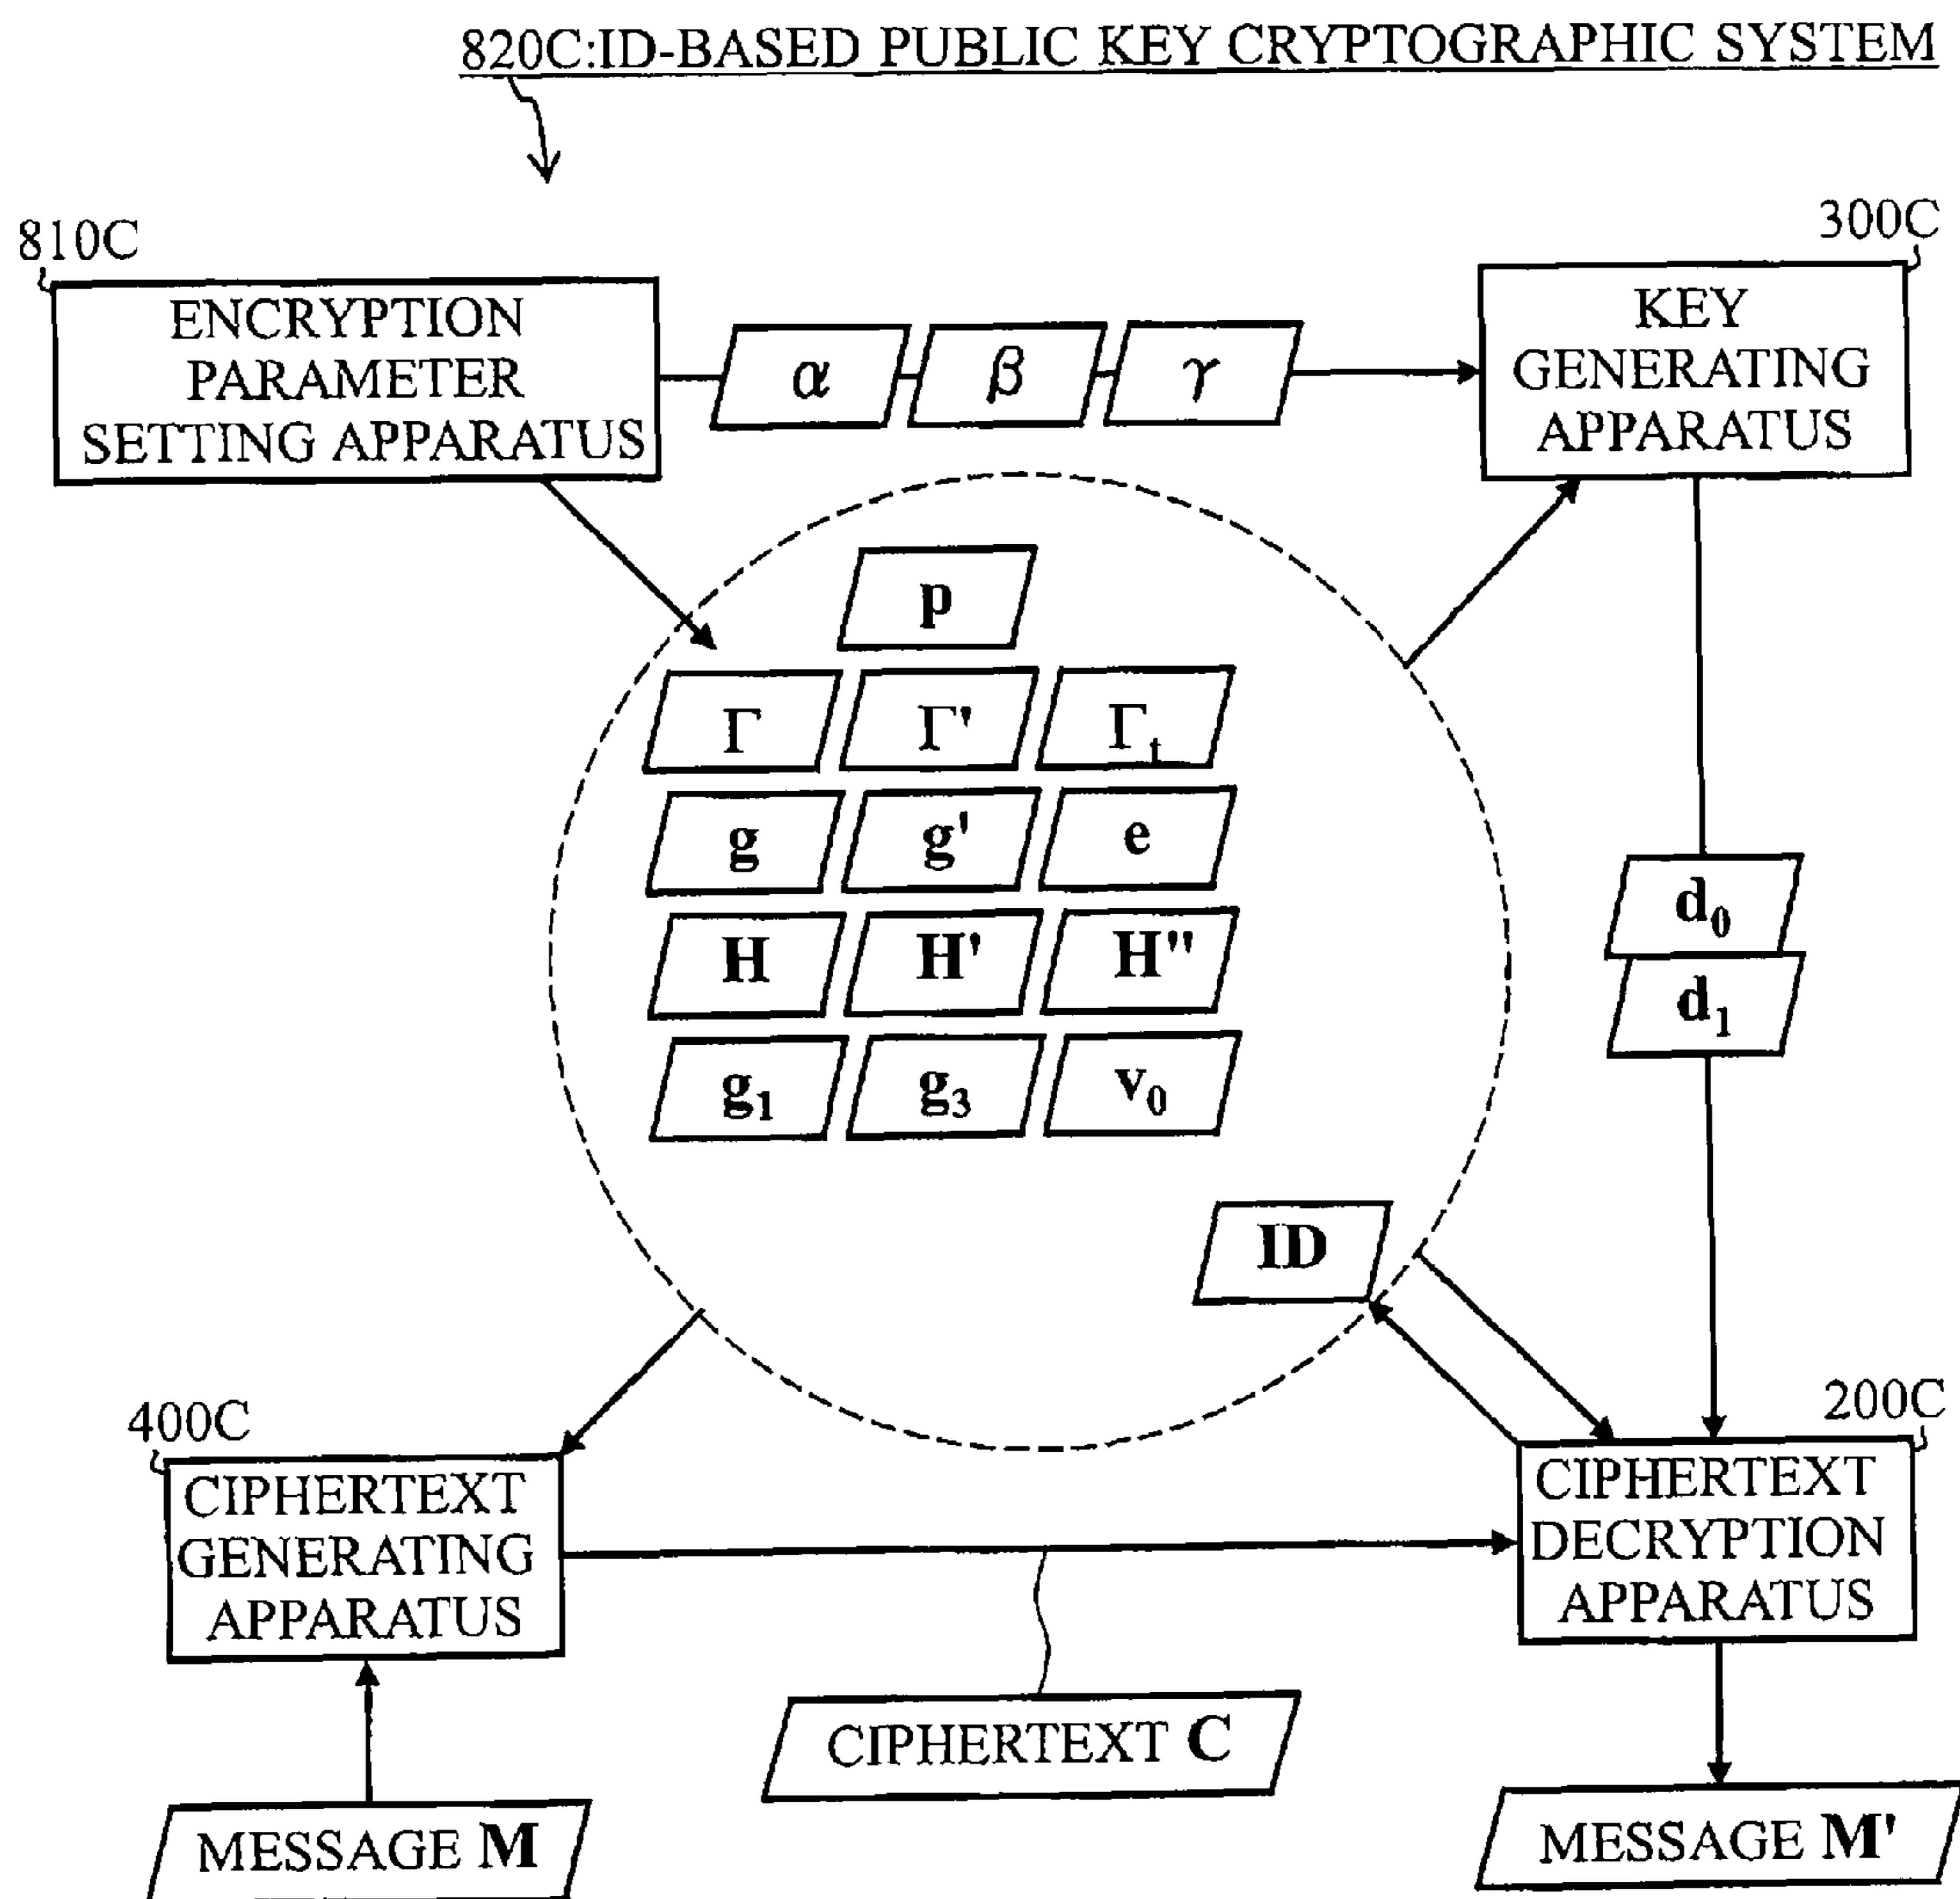 820C:ID-BASED PUBLIC KEY CRYPTOGRAPHIC SYSTEM
810C
300C
ENCRYPTION
PARAMETER
SETTING APPARATUS
α β γ
KEY
GENERATING
APPARATUS
p
Γ Γ' Γt
g g' e
H H' H''
g1 g3 v0
d0
d1
ID
400C
200C
CIPHERTEXT
GENERATING
APPARATUS
CIPHERTEXT
DECRYPTION
APPARATUS
CIPHERTEXT C
MESSAGE M
MESSAGE M'